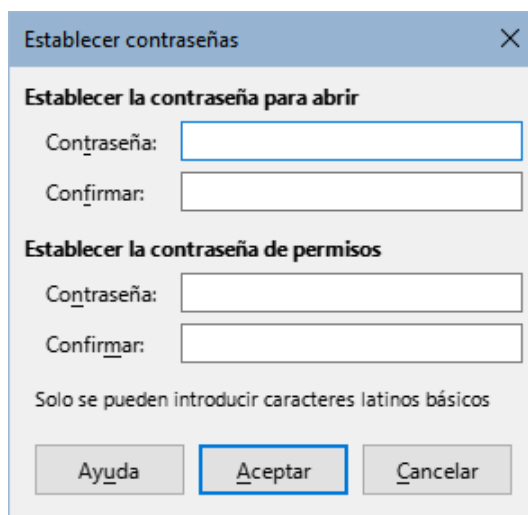 Establecer contraseñas
Establecer la contraseña para abrir
Contraseña:
Confirmar:
Establecer la contraseña de permisos
Contraseña:
Confirmar:
Solo se pueden introducir caracteres latinos básicos
Ayuda Aceptar Cancelar